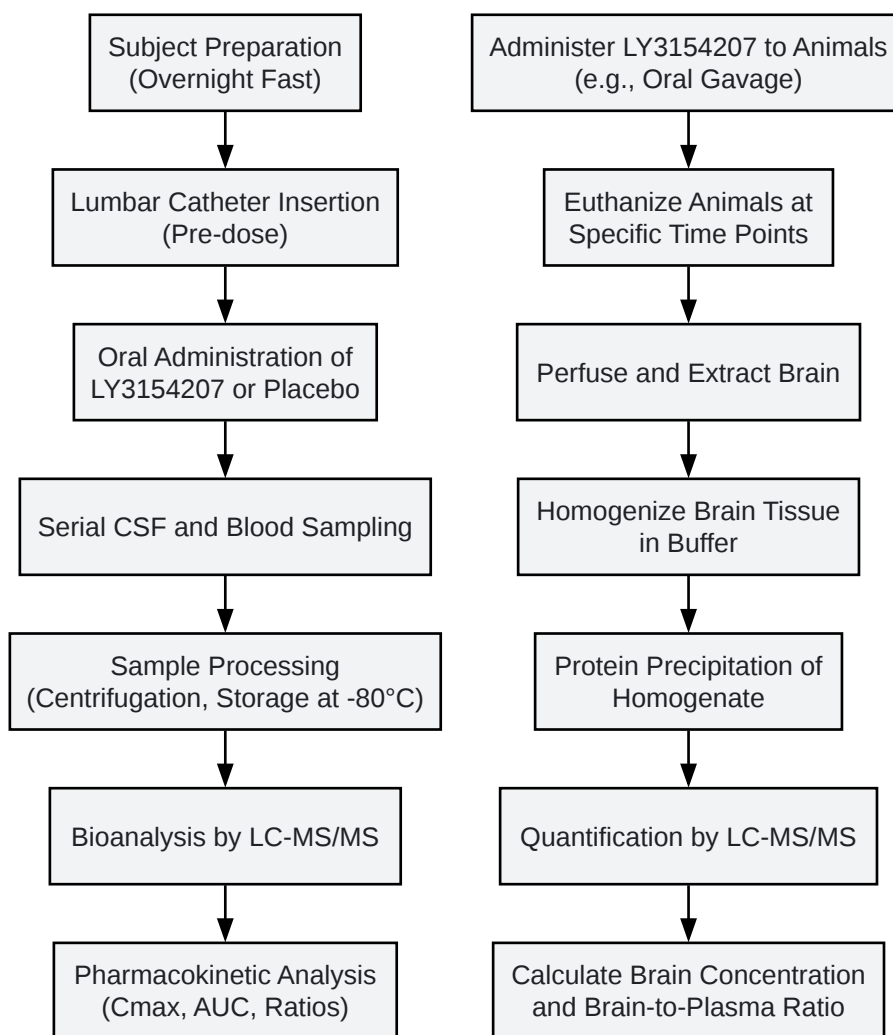 Subject Preparation
(Overnight Fast)
Lumbar Catheter Insertion
(Pre-dose)
Oral Administration of
LY3154207 or Placebo
Serial CSF and Blood Sampling
Sample Processing
(Centrifugation, Storage at -80°C)
Bioanalysis by LC-MS/MS
Pharmacokinetic Analysis
(Cmax, AUC, Ratios)
Administer LY3154207 to Animals
(e.g., Oral Gavage)
Euthanize Animals at
Specific Time Points
Perfuse and Extract Brain
Homogenize Brain Tissue
in Buffer
Protein Precipitation of
Homogenate
Quantification by LC-MS/MS
Calculate Brain Concentration
and Brain-to-Plasma Ratio